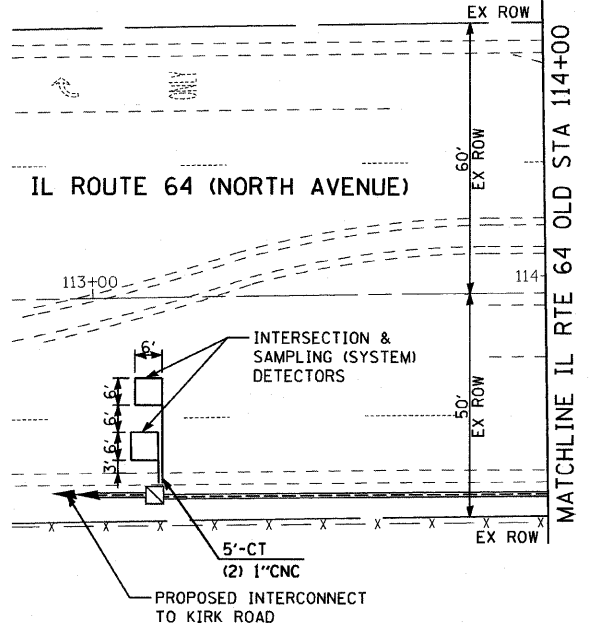 EX ROW
60'
EX ROW
IL ROUTE 64 (NORTH AVENUE)
113+00
114
6'
INTERSECTION &
SAMPLING (SYSTEM)
DETECTORS
6'
6'
6'
3'
50'
EX ROW
EX ROW
5'-CT
(2) 1"CNC
PROPOSED INTERCONNECT
TO KIRK ROAD
MATCHLINE IL RTE 64 OLD STA 114+00